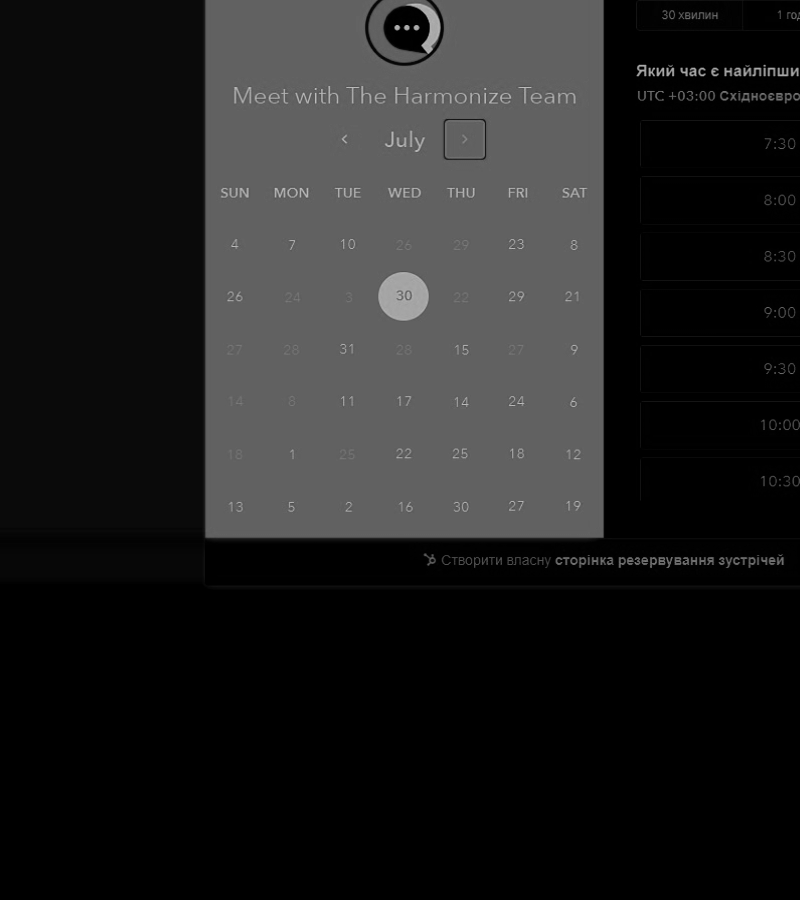 Meet with The Harmonize Team
July
SUN MON TUE WED THU FRI SAT
4 7 10 26 29 23 8
26 24 3 30 22 29 21
27 28 31 28 15 27 9
14 8 11 17 14 24 6
18 1 25 22 25 18 12
13 5 2 16 30 27 19
30 хвилин 1 год
Який час є найліпши
UTC +03:00 Східноєвро
7:30
8:00
8:30
9:00
9:30
10:00
10:30
Створити власну сторінка резервування зустрічей